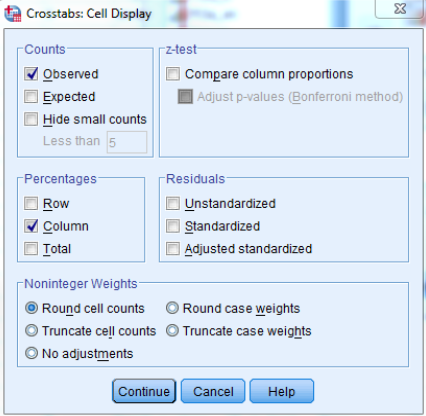 Crosstabs: Cell Display
Counts
Observed
Expected
Hide small counts
Less than 5
z-test
Compare column proportions
Adjust p-values (Bonferroni method)
Percentages
Row
Column
Total
Residuals
Unstandardized
Standardized
Adjusted standardized
Noninteger Weights
Round cell counts Round case weights
Truncate cell counts Truncate case weights
No adjustments
Continue Cancel Help